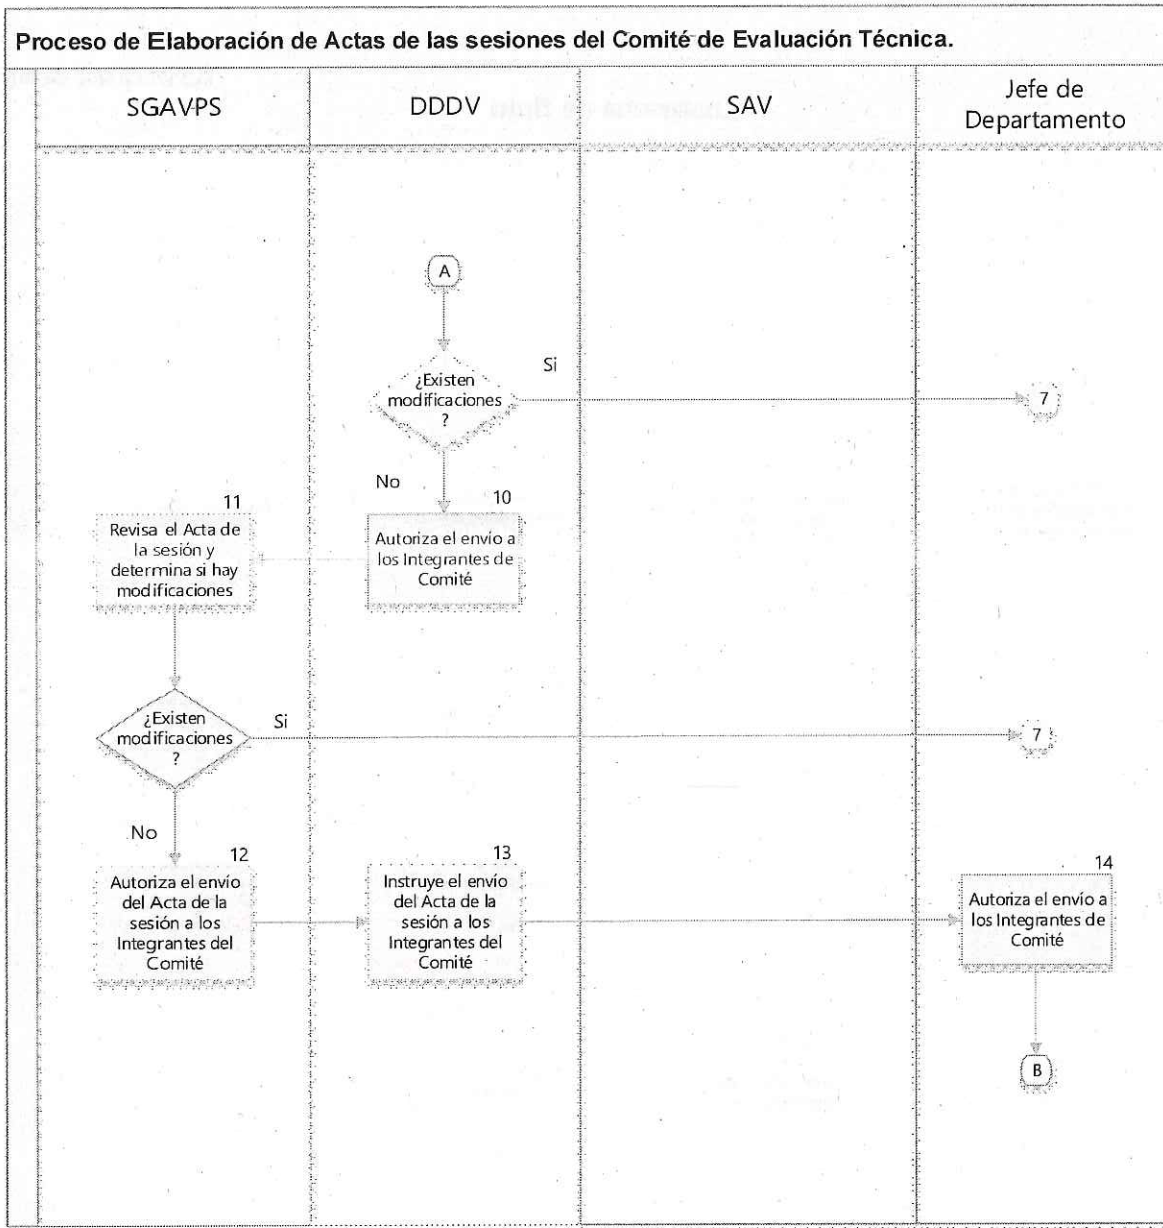 Proceso de Elaboración de Actas de las sesiones del Comité de Evaluación Técnica.
SGAV-PS
DDDV
SAV
Jefe de
Departamento
A
¿Existen
modificaciones
?
Si
7
No
10
Autoriza el envío a
los Integrantes de
Comité
11
Revisa el Acta de
la sesión y
determina si hay
modificaciones
¿Existen
modificaciones
?
Si
7
No
12
Autoriza el envío
del Acta de la
sesión a los
Integrantes del
Comité
13
Instruye el envío
del Acta de la
sesión a los
Integrantes del
Comité
14
Autoriza el envío a
los Integrantes de
Comité
B